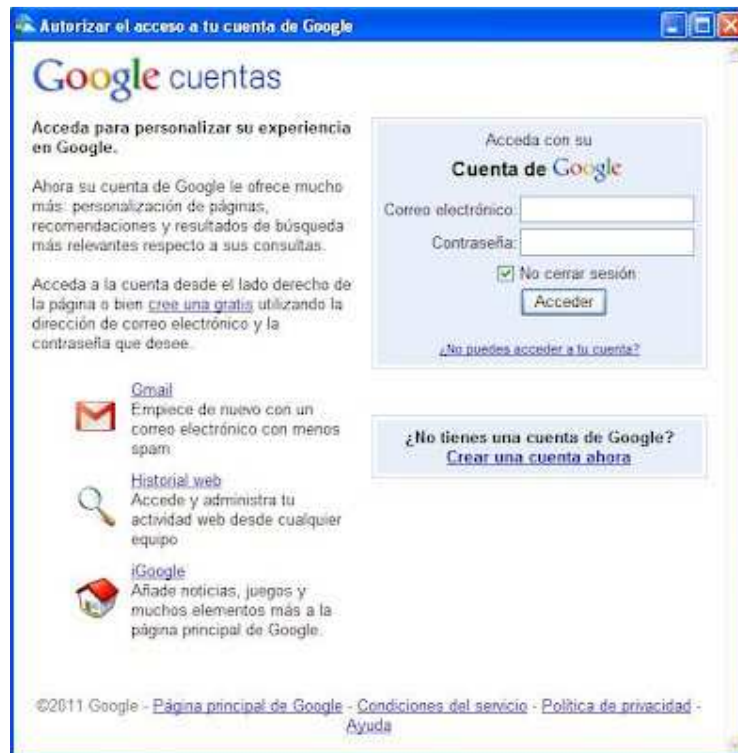 Autorizar el acceso a tu cuenta de Google
Google cuentas
Acceda para personalizar su experiencia
en Google.
Ahora su cuenta de Google le ofrece mucho
más: personalización de páginas,
recomendaciones y resultados de búsqueda
más relevantes respecto a sus consultas.
Acceda a la cuenta desde el lado derecho de
la página o bien cree una gratis utilizando la
dirección de correo electrónico y la
contraseña que desee.
Gmail
Empiece de nuevo con un
correo electrónico con menos
spam
Historial web
Accede y administra tu
actividad web desde cualquier
equipo
iGoogle
Añade noticias, juegos y
muchos elementos más a la
página principal de Google.
Acceda con su
Cuenta de Google
Correo electrónico:
Contraseña:
No cerrar sesión
Acceder
¿No puedes acceder a tu cuenta?
¿No tienes una cuenta de Google?
Crear una cuenta ahora
©2011 Google - Página principal de Google - Condiciones del servicio - Política de privacidad -
Ayuda